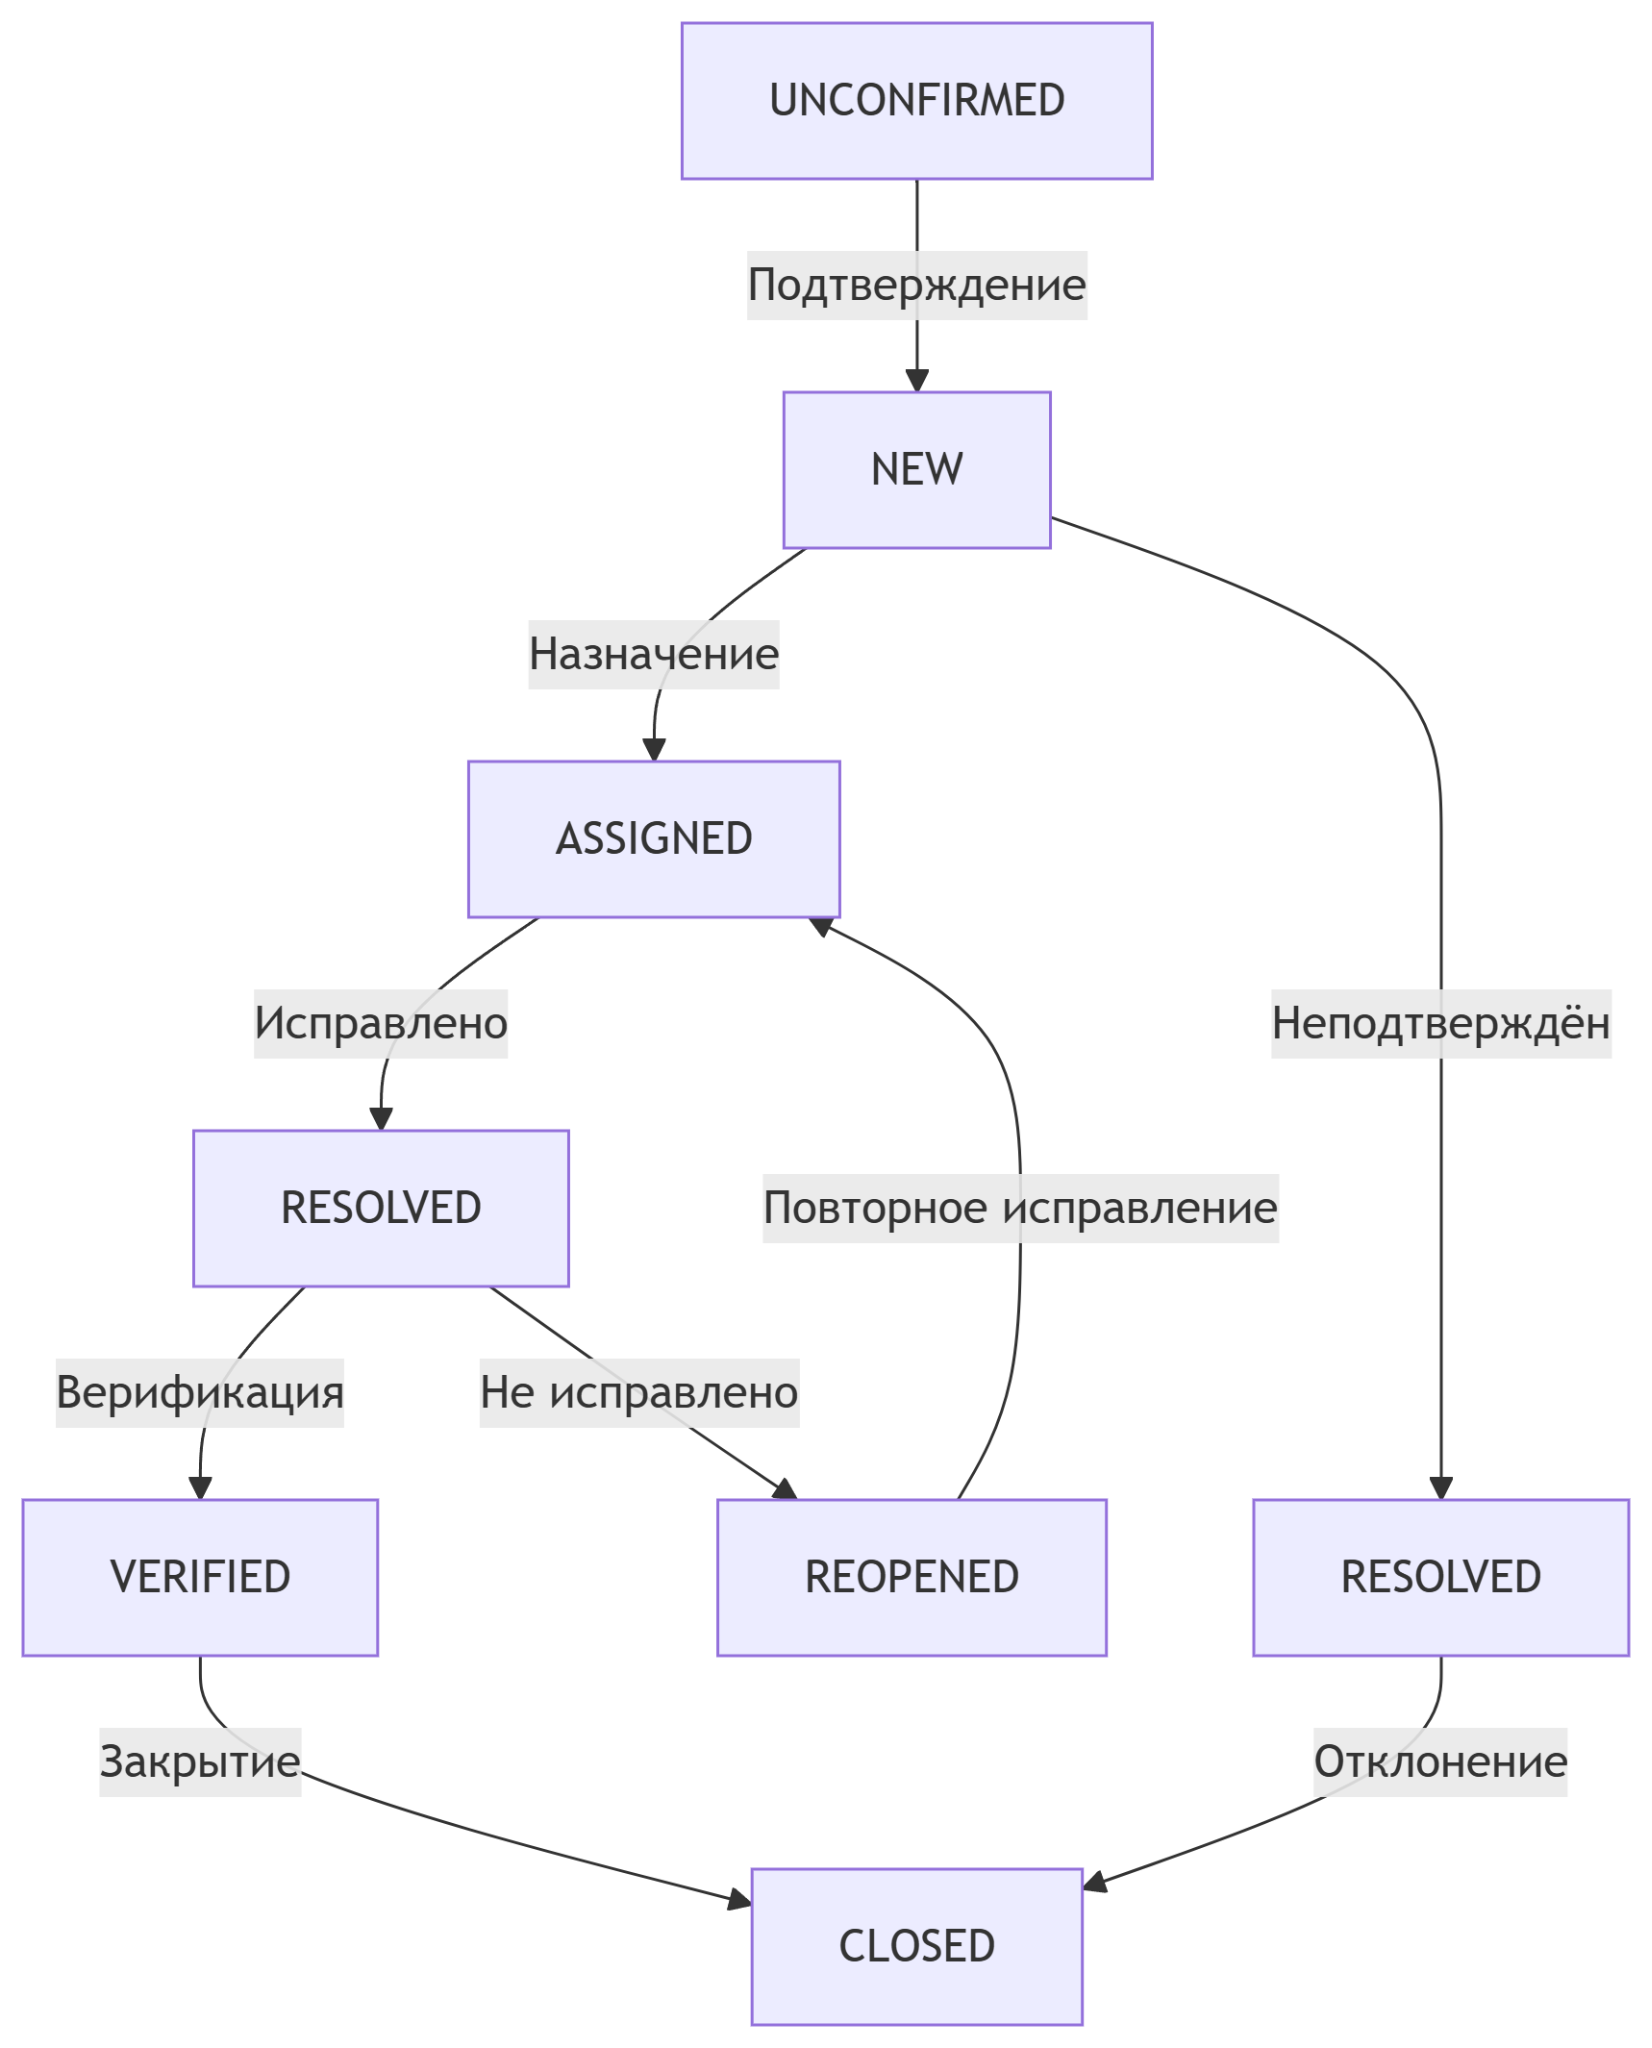 UNCONFIRMED
Подтверждение
NEW
Назначение
ASSIGNED
Исправлено
Неподтверждён
RESOLVED
Повторное исправление
Верификация
Не исправлено
VERIFIED
REOPENED
RESOLVED
Закрытие
Отклонение
CLOSED